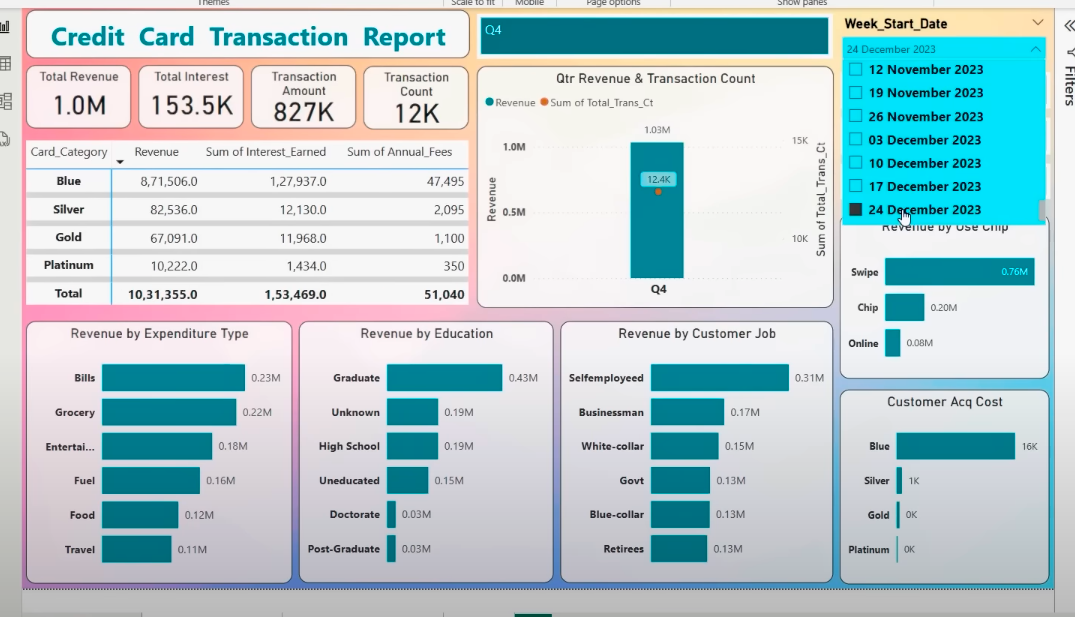 Themes
Scale to fit
Mobile
Page options
Show panels
Credit Card Transaction Report
Q4
Week_Start_Date
24 December 2023
12 November 2023
19 November 2023
26 November 2023
03 December 2023
10 December 2023
17 December 2023
24 December 2023
Filters
Total Revenue
1.0M
Total Interest
153.5K
Transaction
Amount
827K
Transaction
Count
12K
Card_Category Revenue Sum of Interest_Earned Sum of Annual_Fees
Blue 8,71,506.0 1,27,937.0 47,495
Silver 82,536.0 12,130.0 2,095
Gold 67,091.0 11,968.0 1,100
Platinum 10,222.0 1,434.0 350
Total 10,31,355.0 1,53,469.0 51,040
Qtr Revenue & Transaction Count
Revenue Sum of Total_Trans_Ct
1.03M
12.4K
1.0M
0.5M
0.0M
Revenue
15K
10K
Sum of Total_Trans_Ct
Q4
Revenue by Use Chip
Swipe 0.76M
Chip 0.20M
Online 0.08M
Revenue by Expenditure Type
Bills 0.23M
Grocery 0.22M
Entertai... 0.18M
Fuel 0.16M
Food 0.12M
Travel 0.11M
Revenue by Education
Graduate 0.43M
Unknown 0.19M
High School 0.19M
Uneducated 0.15M
Doctorate 0.03M
Post-Graduate 0.03M
Revenue by Customer Job
Selfemployeed 0.31M
Businessman 0.17M
White-collar 0.15M
Govt 0.13M
Blue-collar 0.13M
Retirees 0.13M
Customer Acq Cost
Blue 16K
Silver 1K
Gold 0K
Platinum 0K